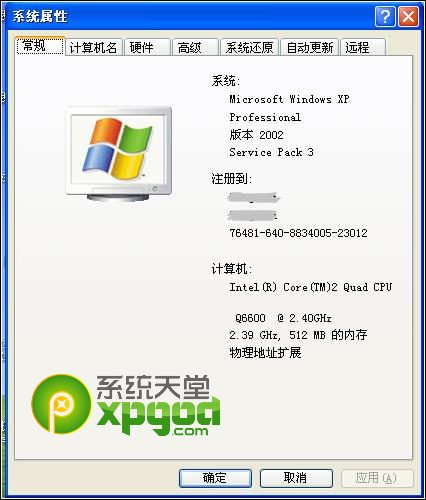 系统属性
常规 计算机名 硬件 高级 系统还原 自动更新 远程
系统:
Microsoft Windows XP
Professional
版本 2002
Service Pack 3
注册到:
76481-640-8834005-23012
计算机:
Intel(R) Core(TM)2 Quad CPU
Q6600 @ 2.40GHz
2.39 GHz, 512 MB 的内存
物理地址扩展
系统天堂
xpgod.com
确定 取消 应用(A)